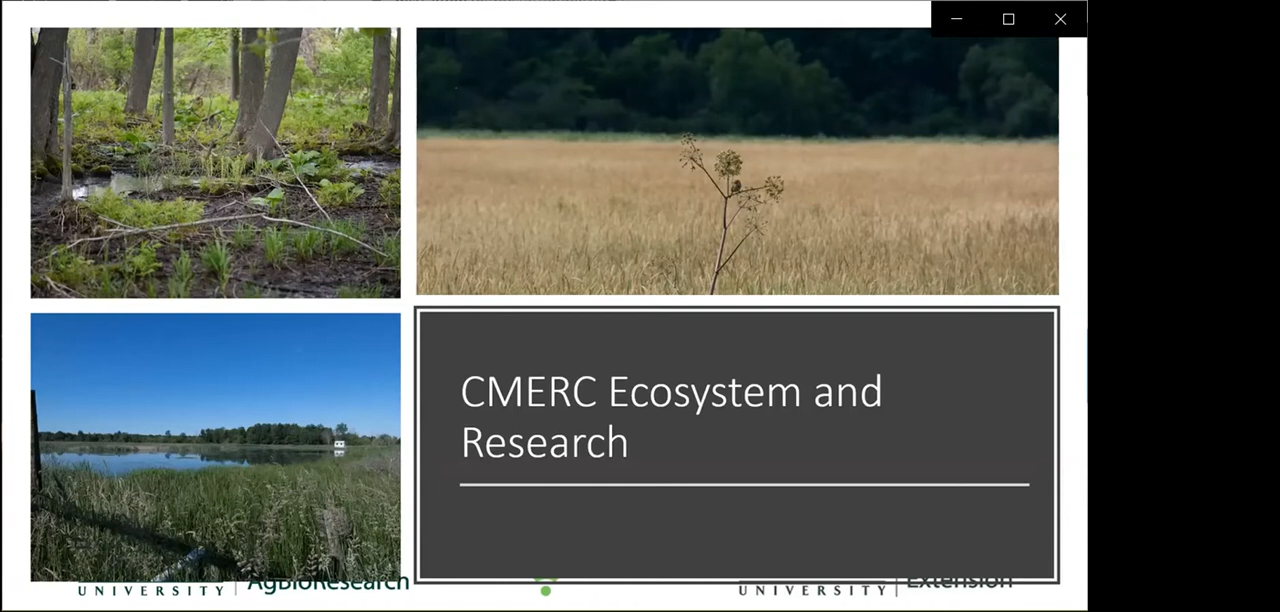 CMERC Ecosystem and
Research
UNIVERSITY | AgBioResearch
UNIVERSITY | Extension